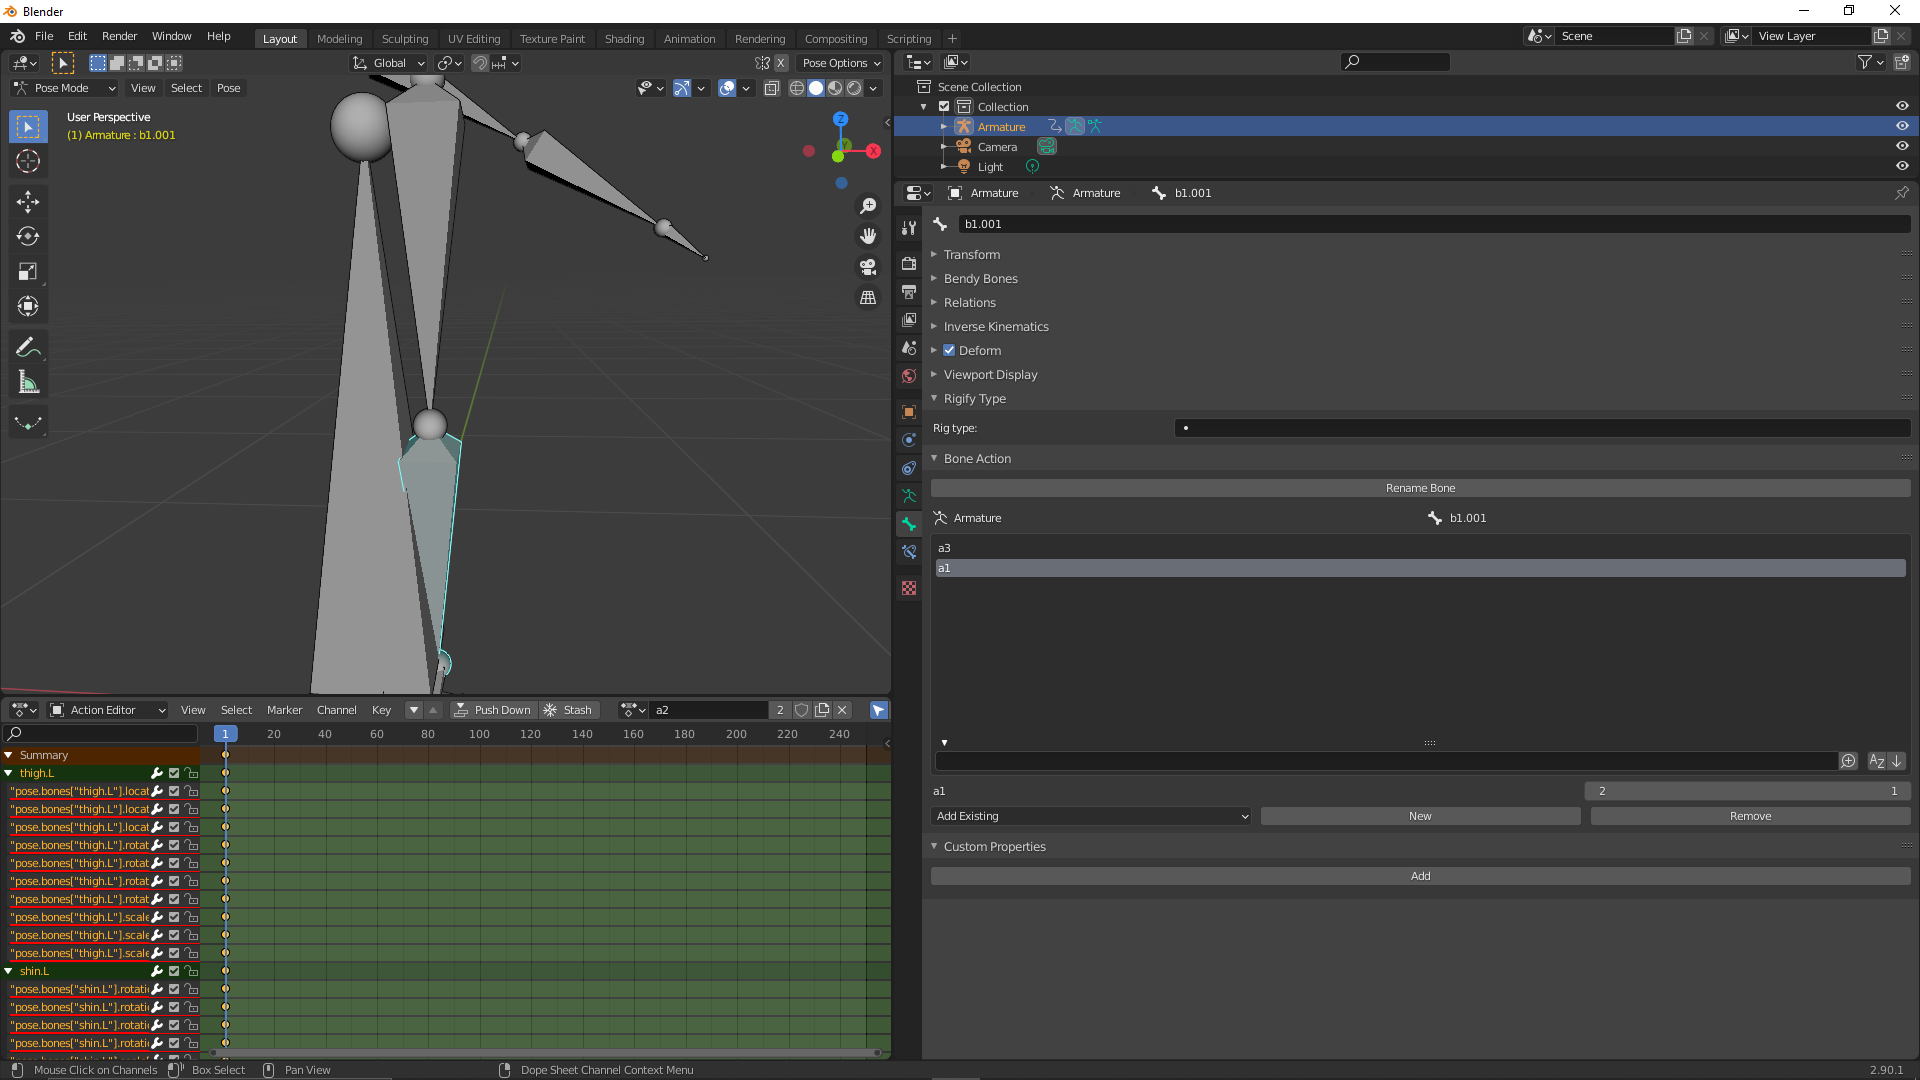 Blender
File Edit Render Window Help
Layout Modeling Sculpting UV Editing Texture Paint Shading Animation Rendering Compositing Scripting +
Scene
View Layer
Global
X
Pose Options
Pose Mode View Select Pose
User Perspective
(1) Armature : b1.001
Z
Y
X
Scene Collection
Collection
Armature
Camera
Light
Armature Armature b1.001
b1.001
Transform
Bendy Bones
Relations
Inverse Kinematics
Deform
Viewport Display
Rigify Type
Rig type:
Bone Action
Rename Bone
Armature b1.001
a3
a1
AZ
a1 2 1
Add Existing New Remove
Custom Properties
Add
Action Editor View Select Marker Channel Key Push Down Stash a2 2
1 20 40 60 80 100 120 140 160 180 200 220 240
Summary
thigh.L
"pose.bones["thigh.L"].locat
"pose.bones["thigh.L"].locat
"pose.bones["thigh.L"].locat
"pose.bones["thigh.L"].rotat
"pose.bones["thigh.L"].rotat
"pose.bones["thigh.L"].rotat
"pose.bones["thigh.L"].rotat
"pose.bones["thigh.L"].scale
"pose.bones["thigh.L"].scale
"pose.bones["thigh.L"].scale
shin.L
"pose.bones["shin.L"].rotati
"pose.bones["shin.L"].rotati
"pose.bones["shin.L"].rotati
"pose.bones["shin.L"].rotati
Mouse Click on Channels Box Select Pan View Dope Sheet Channel Context Menu 2.90.1